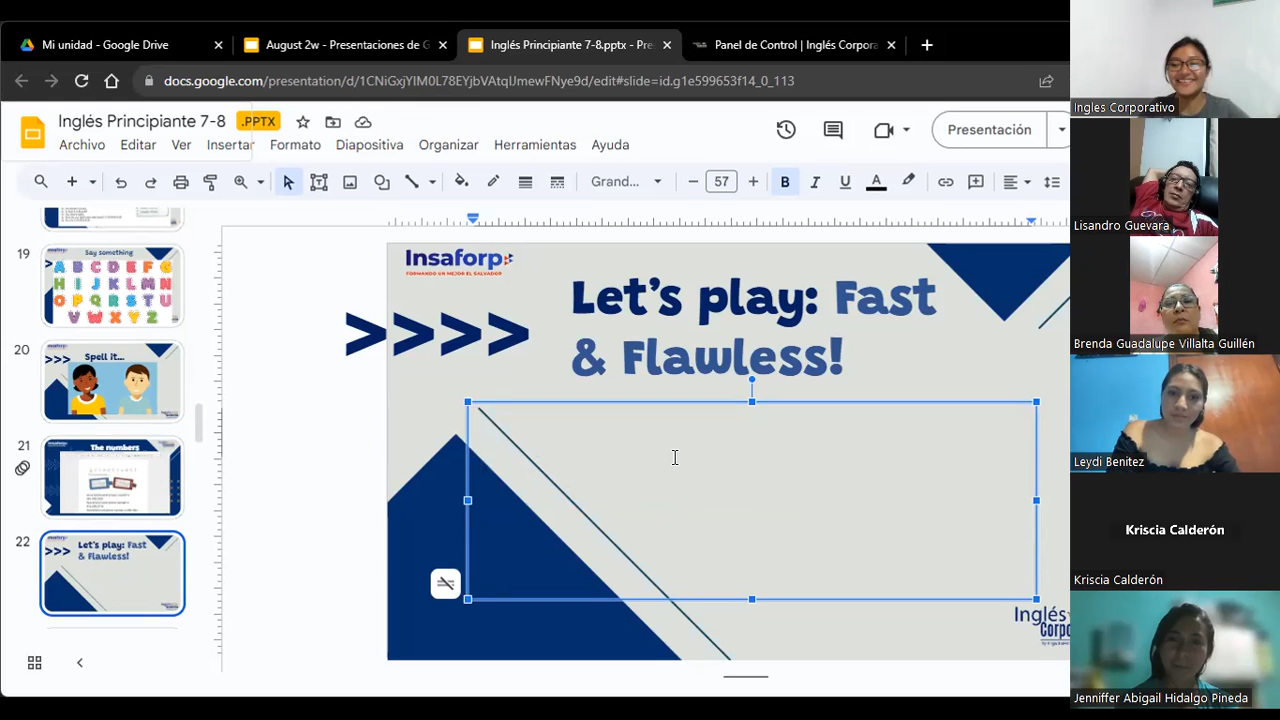 Mi unidad - Google Drive
August 2w - Presentaciones de G
Inglés Principiante 7-8.pptx - Pre
Panel de Control | Inglés Corpora
docs.google.com/presentation/d/1CNiGxjYIM0L78EYjbVAtqlJmewFNye9d/edit#slide=id.g1e599653f14_0_113
Inglés Principiante 7-8
.PPTX
Archivo
Editar
Ver
Insertar
Formato
Diapositiva
Organizar
Herramientas
Ayuda
Presentación
Grand...
57
B
I
U
A
19
Say something
A B C D E F G
H I J K L M N
O P Q R S T U
V W X Y Z
20
>>>
Spell it...
21
The numbers
22
>>>
Let's play: Fast
& Flawless!
Insaforp
FORMANDO UN MEJOR EL SALVADOR
>>>>
Let's play: Fast
& Flawless!
Inglés
Corp
Ingles Corporativo
Lisandro Guevara
Brenda Guadalupe Villalta Guillén
Leydi Benitez
Kriscia Calderón
Kriscia Calderón
Jenniffer Abigail Hidalgo Pineda